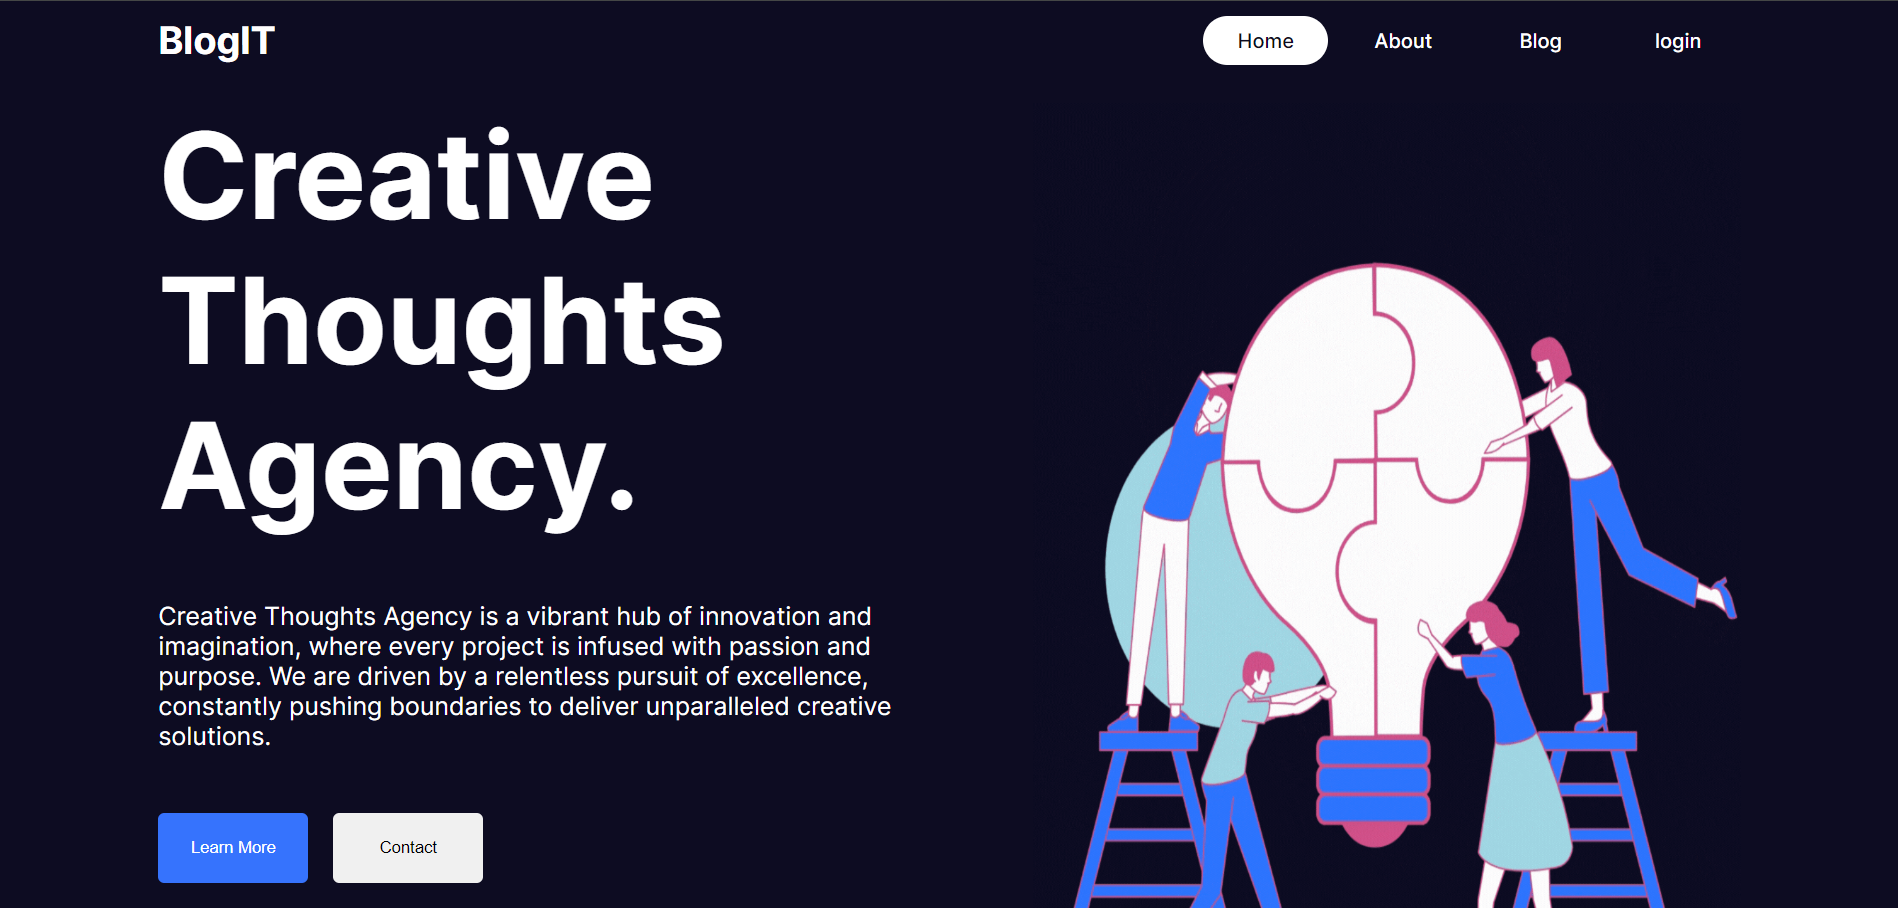 BlogIT
Home
About
Blog
login
Creative
Thoughts
Agency.
Creative Thoughts Agency is a vibrant hub of innovation and
imagination, where every project is infused with passion and
purpose. We are driven by a relentless pursuit of excellence,
constantly pushing boundaries to deliver unparalleled creative
solutions.
Learn More
Contact